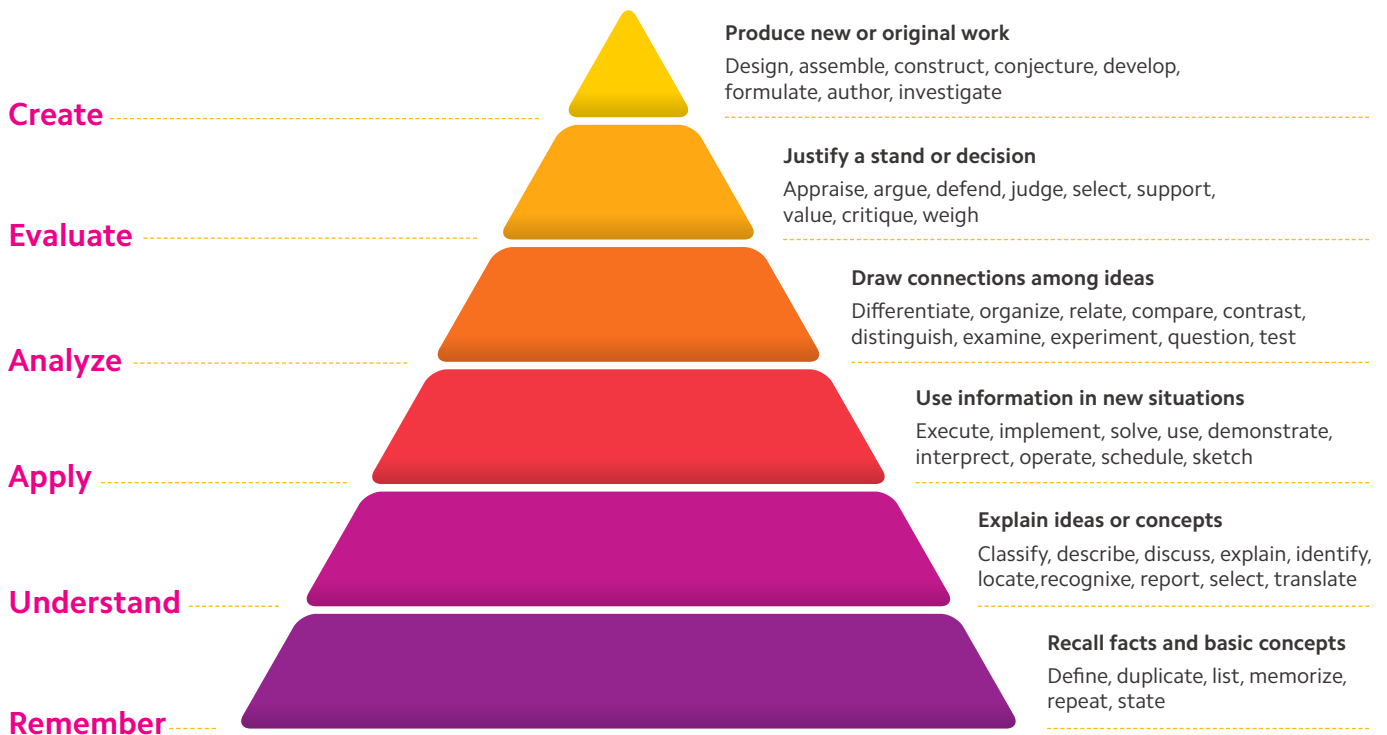 Produce new or original work
Design, assemble, construct, conjecture, develop,
formulate, author, investigate
Create
Justify a stand or decision
Appraise, argue, defend, judge, select, support,
value, critique, weigh
Evaluate
Draw connections among ideas
Differentiate, organize, relate, compare, contrast,
distinguish, examine, experiment, question, test
Analyze
Use information in new situations
Execute, implement, solve, use, demonstrate,
interprect, operate, schedule, sketch
Apply
Explain ideas or concepts
Classify, describe, discuss, explain, identify,
locate,recognixe, report, select, translate
Understand
Recall facts and basic concepts
Define, duplicate, list, memorize,
repeat, state
Remember